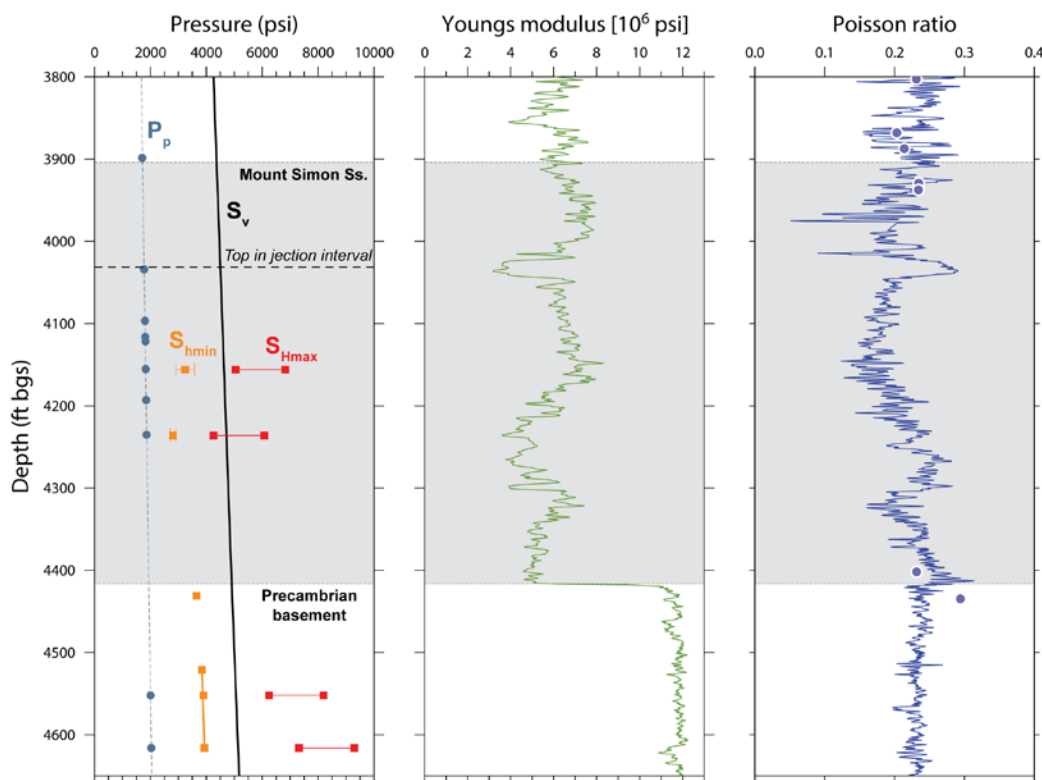 Pressure (psi)
0 2000 4000 6000 8000 10000
Youngs modulus [10⁶ psi]
0 2 4 6 8 10 12
Poisson ratio
0.0 0.1 0.2 0.3 0.4
Depth (ft bgs)
3800
3900
4000
4100
4200
4300
4400
4500
4600
Pp
Mount Simon Ss.
Sv
Top in jection interval
Shmin
SHmax
Precambrian
basement